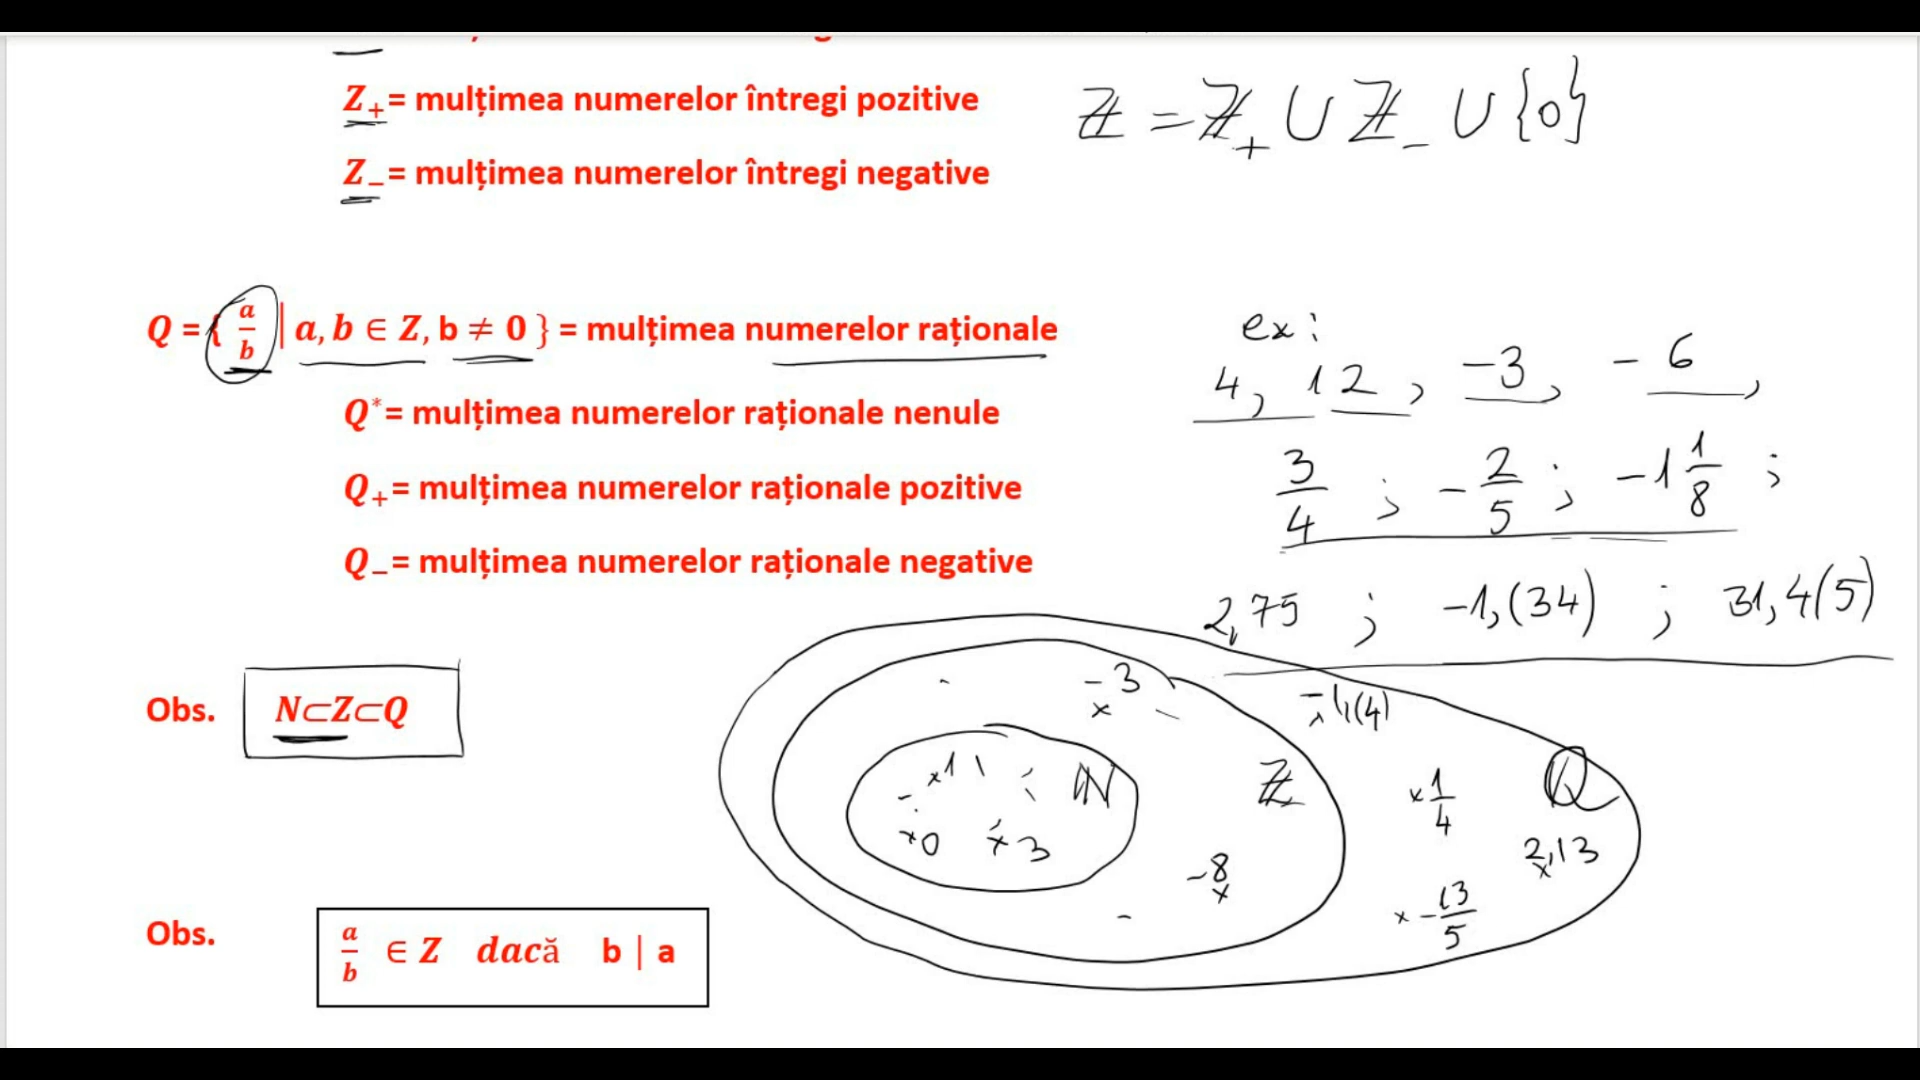 Z₊= mulțimea numerelor întregi pozitive
Z₋= mulțimea numerelor întregi negative
ℤ = ℤ₊ ∪ ℤ₋ ∪ {0}
Q = { a/b | a, b ∈ Z, b ≠ 0 } = mulțimea numerelor raționale
Q*= mulțimea numerelor raționale nenule
Q₊= mulțimea numerelor raționale pozitive
Q₋= mulțimea numerelor raționale negative
ex:
4, 12, -3, -6,
3/4 ; -2/5 ; -1 1/8 ;
2,75 ; -1,(34) ; 31,4(5)
Obs. N⊂Z⊂Q
-3
-1,(4)
1 ℕ ℤ 1/4 ℚ
0 3 2,13
-8
-13/5
Obs. a/b ∈ Z dacă b | a